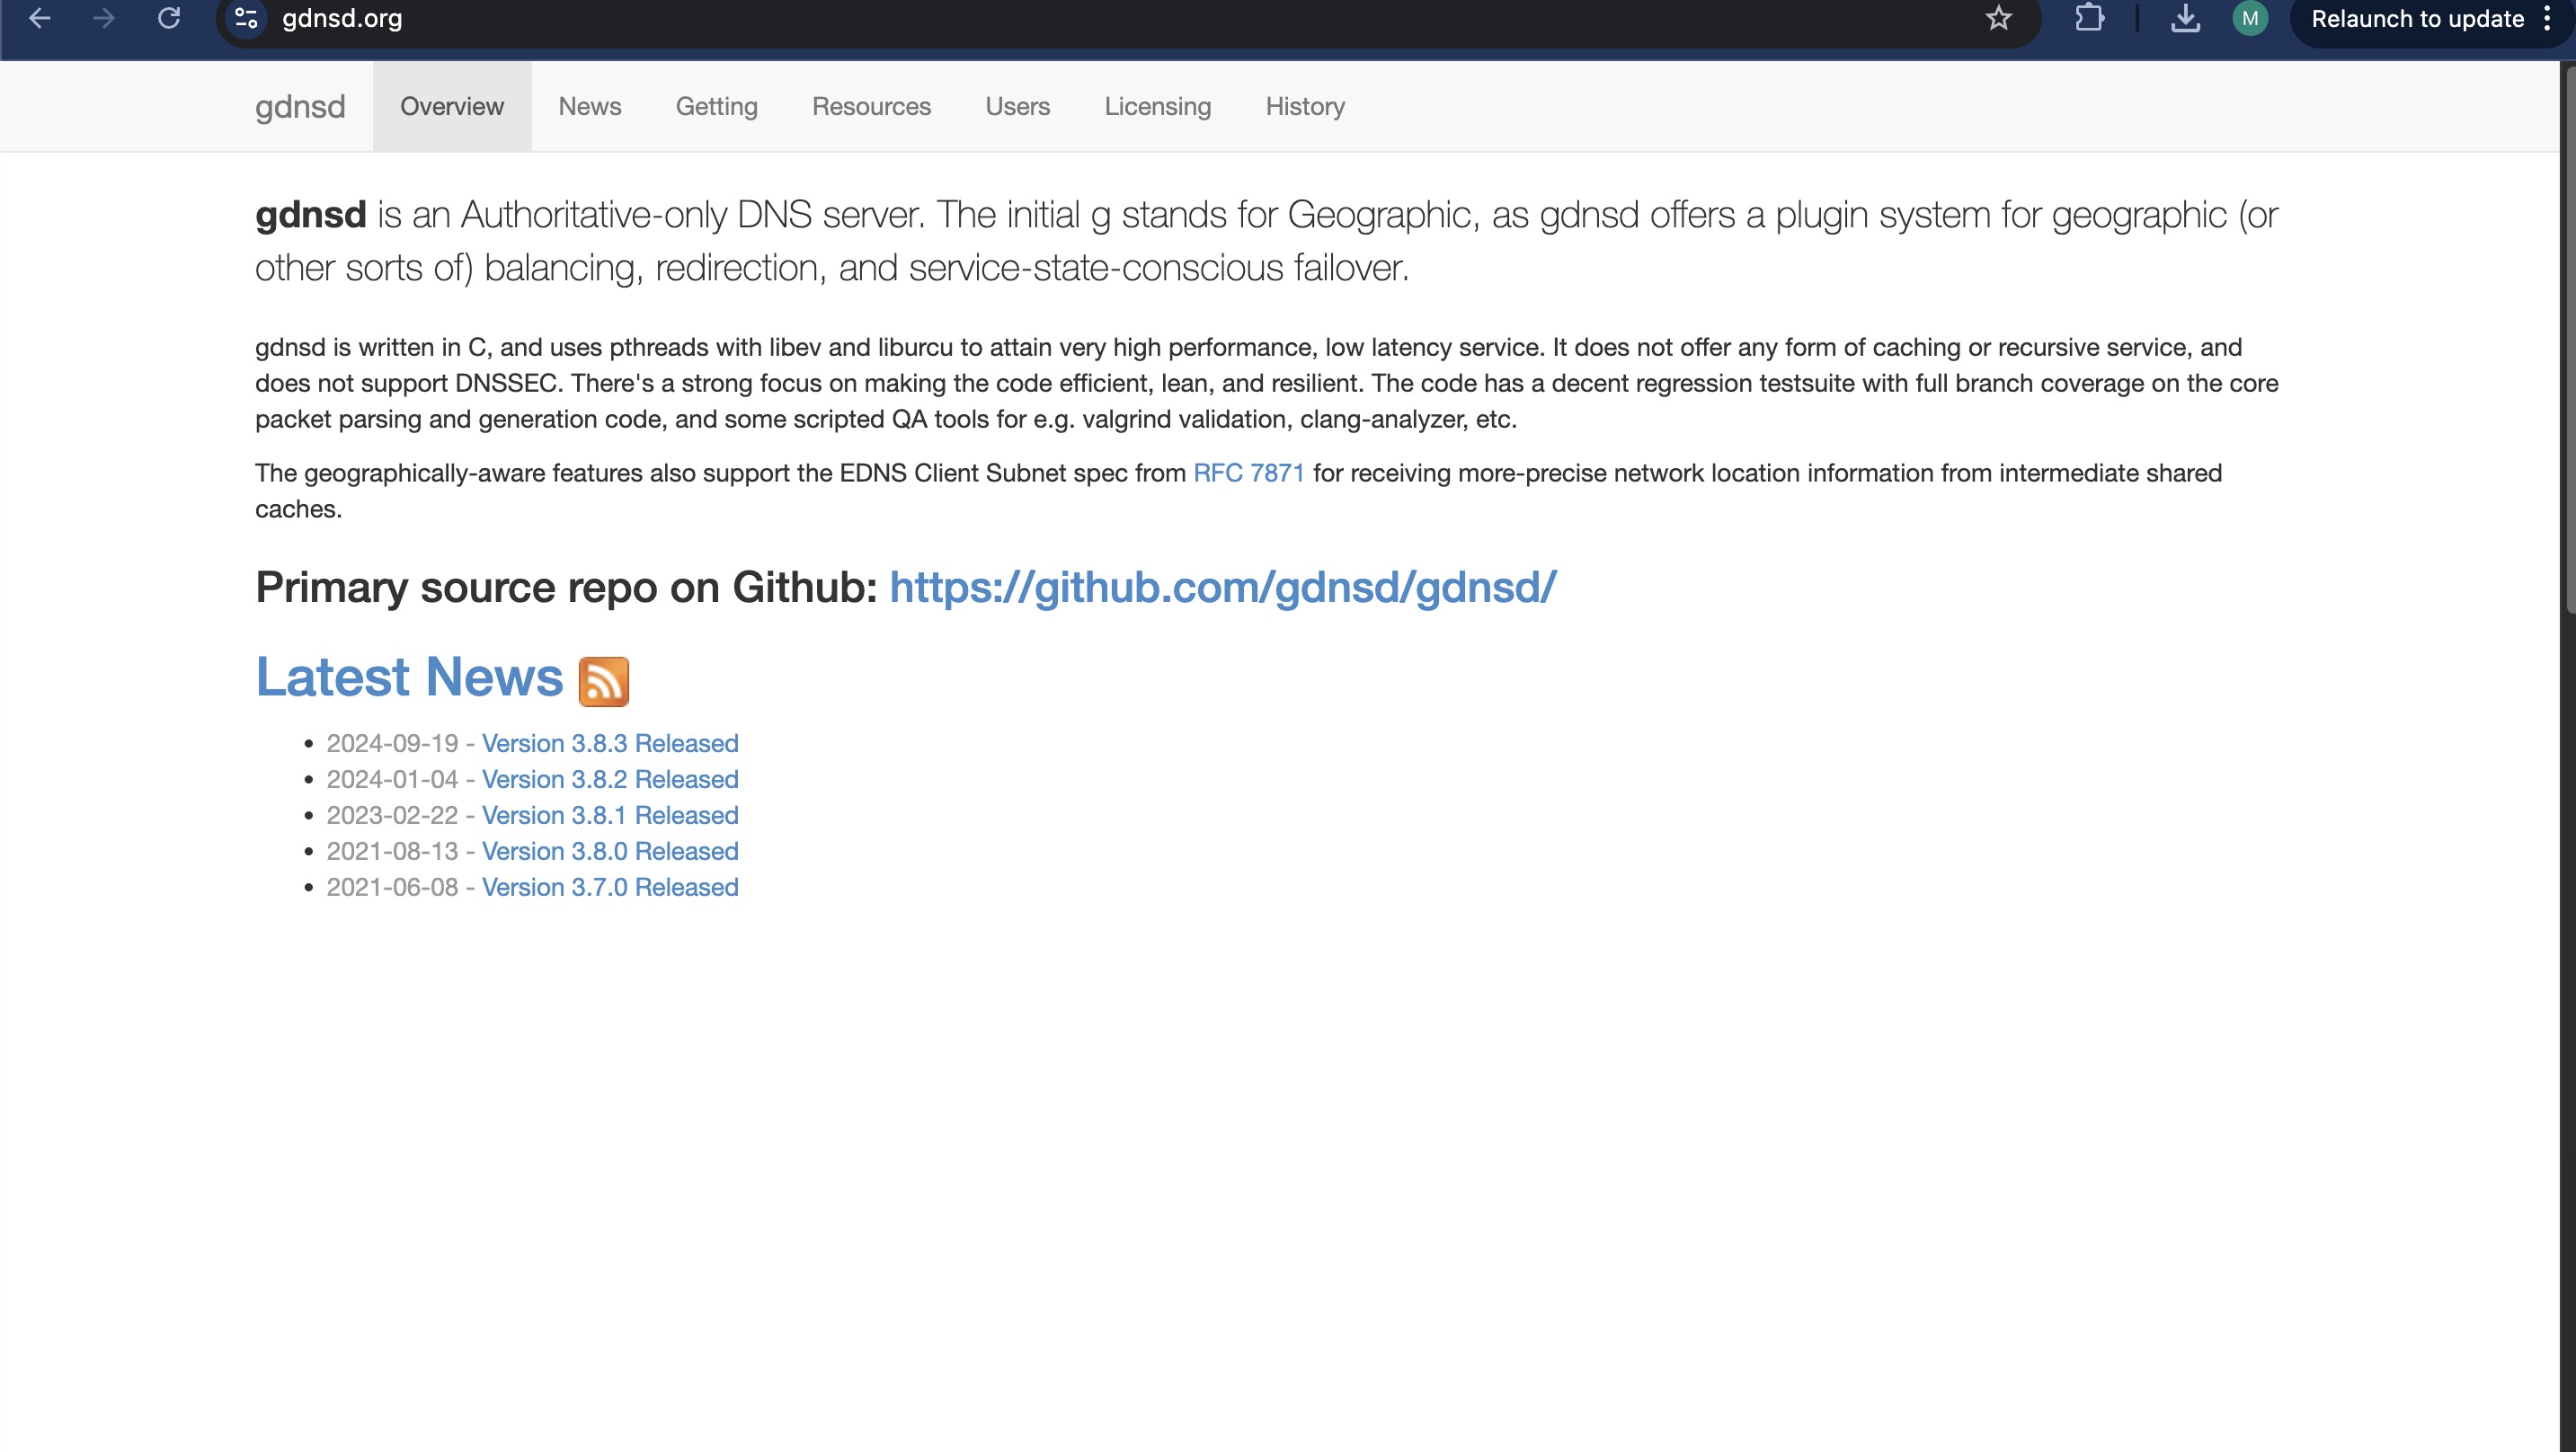 gdnsd.org
Relaunch to update
M
gdnsd Overview News Getting Resources Users Licensing History
gdnsd is an Authoritative-only DNS server. The initial g stands for Geographic, as gdnsd offers a plugin system for geographic (or
other sorts of) balancing, redirection, and service-state-conscious failover.
gdnsd is written in C, and uses pthreads with libev and liburcu to attain very high performance, low latency service. It does not offer any form of caching or recursive service, and
does not support DNSSEC. There's a strong focus on making the code efficient, lean, and resilient. The code has a decent regression testsuite with full branch coverage on the core
packet parsing and generation code, and some scripted QA tools for e.g. valgrind validation, clang-analyzer, etc.
The geographically-aware features also support the EDNS Client Subnet spec from RFC 7871 for receiving more-precise network location information from intermediate shared
caches.
Primary source repo on Github: https://github.com/gdnsd/gdnsd/
Latest News
• 2024-09-19 - Version 3.8.3 Released
• 2024-01-04 - Version 3.8.2 Released
• 2023-02-22 - Version 3.8.1 Released
• 2021-08-13 - Version 3.8.0 Released
• 2021-06-08 - Version 3.7.0 Released